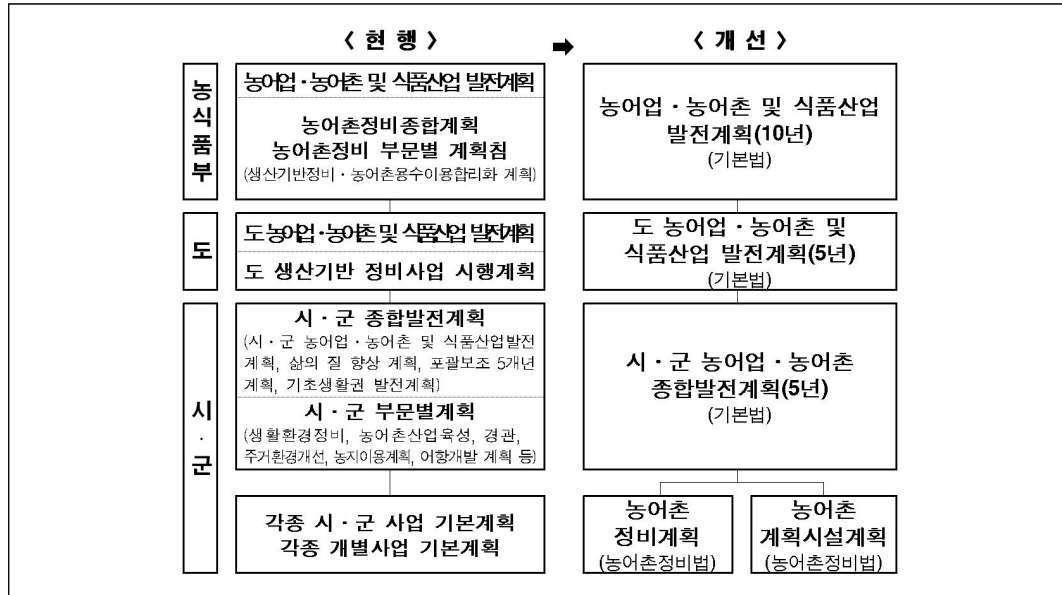 < 현 행 > ➡ < 개 선 >
농식품부
농어업·농어촌 및 식품산업 발전계획
농어촌정비종합계획
농어촌정비 부문별 계획침
(생산기반정비·농어촌용수이용합리화 계획)
농어업·농어촌 및 식품산업
발전계획(10년)
(기본법)
도
도 농어업·농어촌 및 식품산업 발전계획
도 생산기반 정비사업 시행계획
도 농어업·농어촌 및
식품산업 발전계획(5년)
(기본법)
시·군
시·군 종합발전계획
(시·군 농어업·농어촌 및 식품산업발전
계획, 삶의 질 향상 계획, 포괄보조 5개년
계획, 기초생활권 발전계획)
시·군 부문별계획
(생활환경정비, 농어촌산업육성, 경관,
주거환경개선, 농지이용계획, 어항개발 계획 등)
각종 시·군 사업 기본계획
각종 개별사업 기본계획
시·군 농어업·농어촌
종합발전계획(5년)
(기본법)
농어촌
정비계획
(농어촌정비법)
농어촌
계획시설계획
(농어촌정비법)